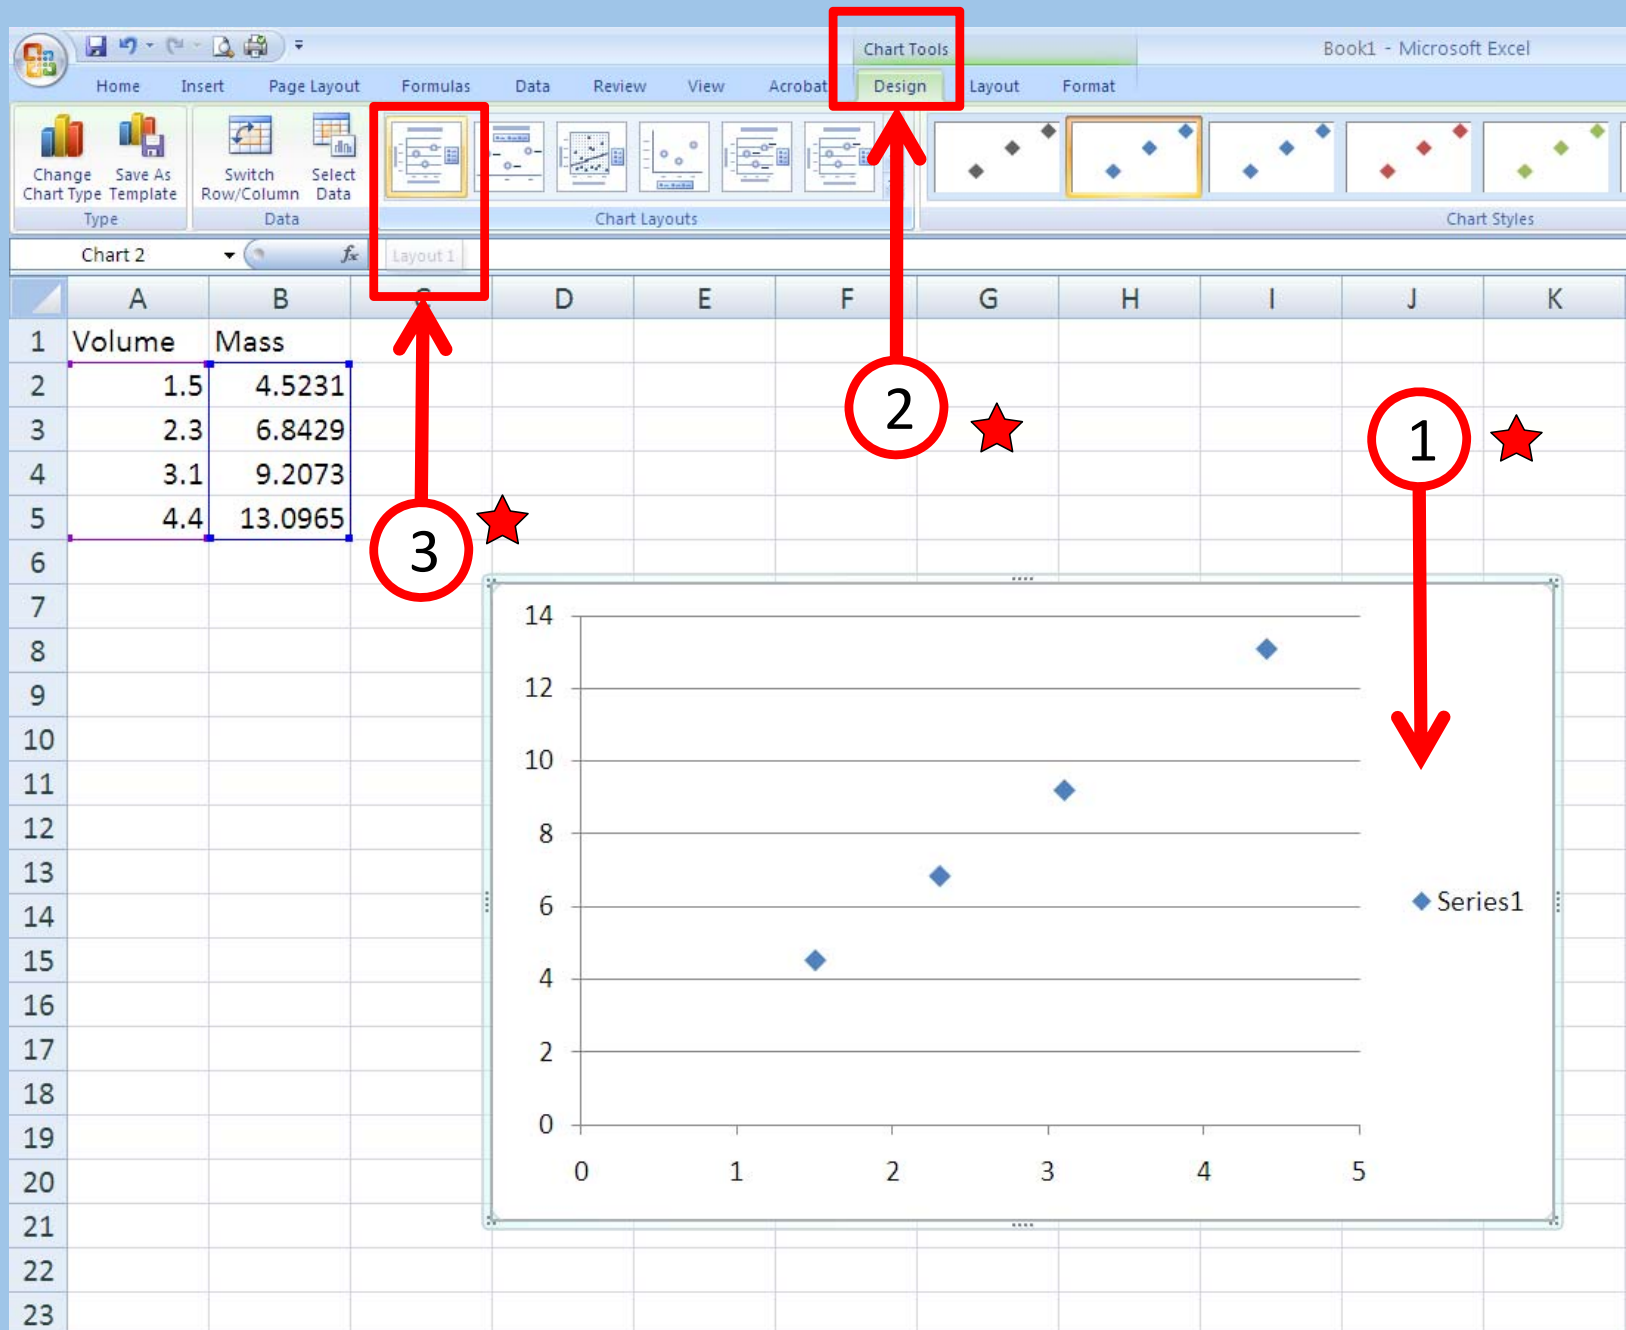 Chart Tools
Book1 - Microsoft Excel
Home Insert Page Layout Formulas Data Review View Acrobat Design Layout Format
Change Chart Type
Save As Template
Switch Row/Column
Select Data
Type Data Chart Layouts Chart Styles
Chart 2 fx Layout 1
A B C D E F G H I J K
1 Volume Mass
2 1.5 4.5231
3 2.3 6.8429
4 3.1 9.2073
5 4.4 13.0965
6
7
8
9
10
11
12
13
14
15
16
17
18
19
20
21
22
23
2
1
3
14
12
10
8
6
4
2
0
0 1 2 3 4 5
Series1